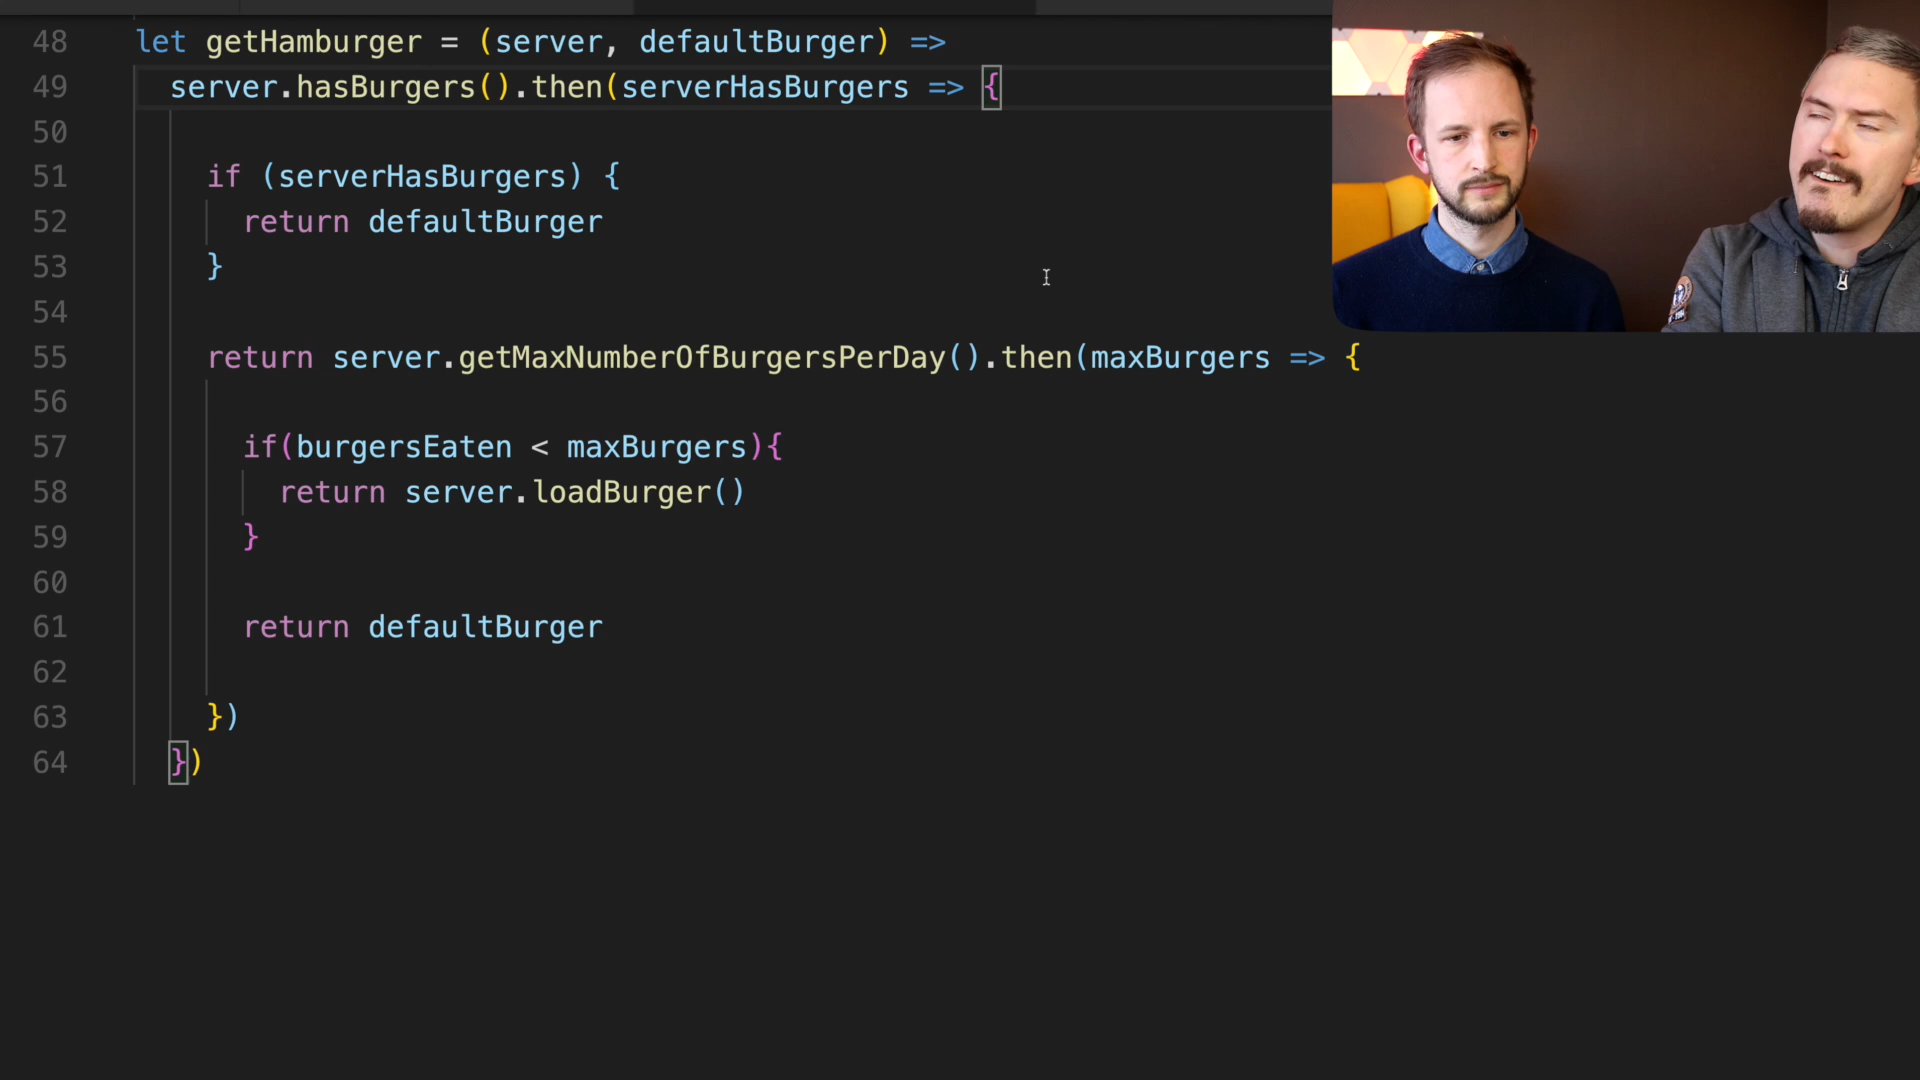 48 let getHamburger = (server, defaultBurger) =>
49 server.hasBurgers().then(serverHasBurgers => {
50
51 if (serverHasBurgers) {
52 return defaultBurger
53 }
54
55 return server.getMaxNumberOfBurgersPerDay().then(maxBurgers => {
56
57 if(burgersEaten < maxBurgers){
58 return server.loadBurger()
59 }
60
61 return defaultBurger
62
63 })
64 })